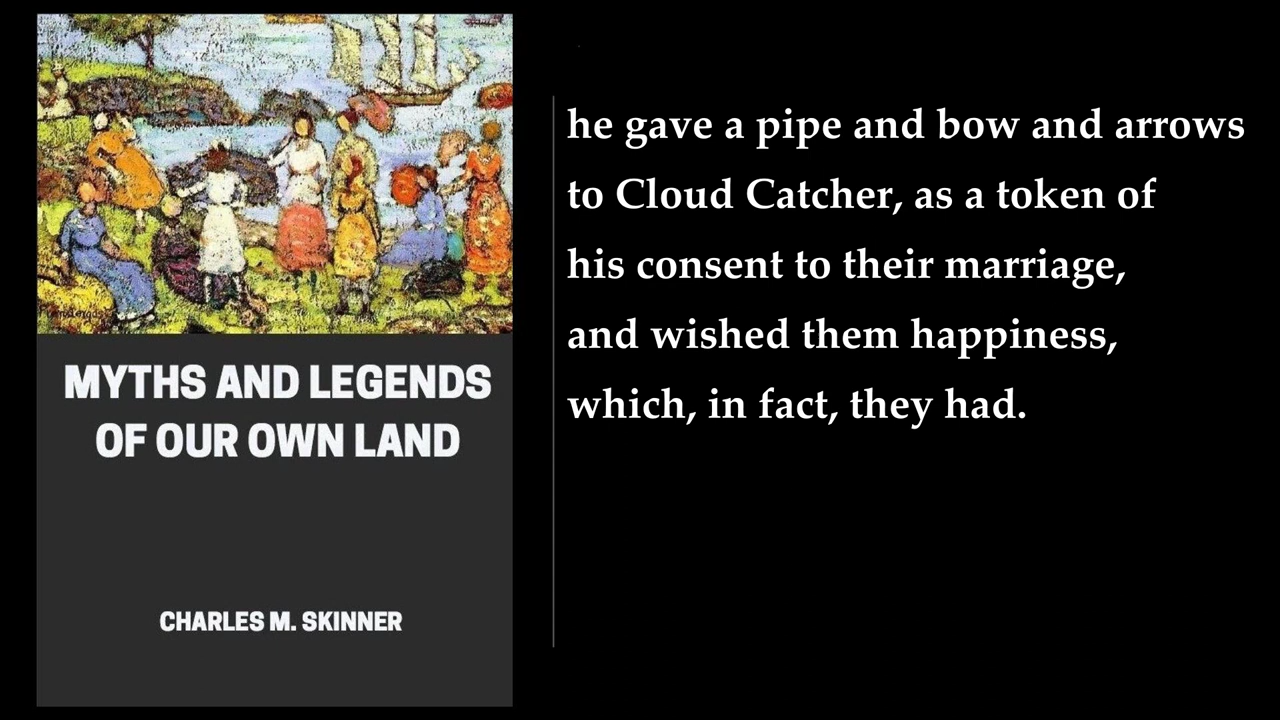 MYTHS AND LEGENDS
OF OUR OWN LAND
CHARLES M. SKINNER
he gave a pipe and bow and arrows
to Cloud Catcher, as a token of
his consent to their marriage,
and wished them happiness,
which, in fact, they had.